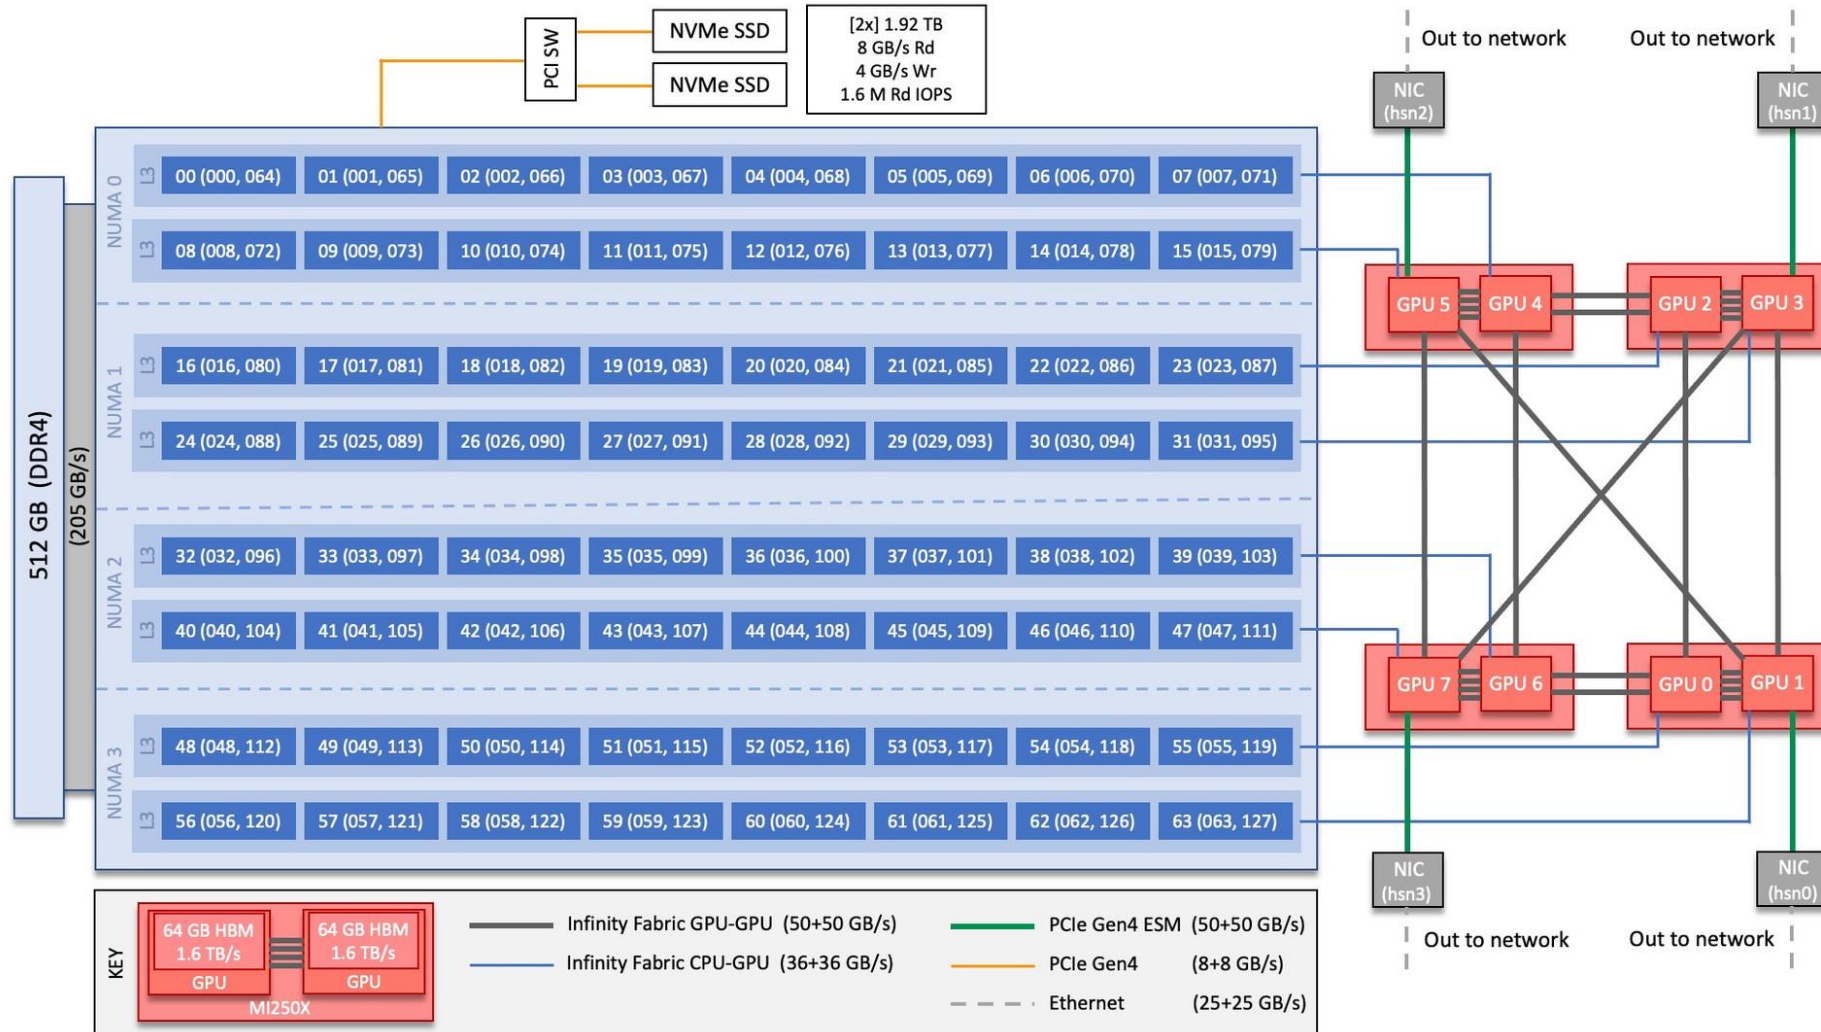 PCI SW
NVMe SSD
NVMe SSD
[2x] 1.92 TB
8 GB/s Rd
4 GB/s Wr
1.6 M Rd IOPS
Out to network
Out to network
NIC
(hsn2)
NIC
(hsn1)
512 GB (DDR4)
(205 GB/s)
NUMA 0
L3
00 (000, 064) 01 (001, 065) 02 (002, 066) 03 (003, 067) 04 (004, 068) 05 (005, 069) 06 (006, 070) 07 (007, 071)
L3
08 (008, 072) 09 (009, 073) 10 (010, 074) 11 (011, 075) 12 (012, 076) 13 (013, 077) 14 (014, 078) 15 (015, 079)
NUMA 1
L3
16 (016, 080) 17 (017, 081) 18 (018, 082) 19 (019, 083) 20 (020, 084) 21 (021, 085) 22 (022, 086) 23 (023, 087)
L3
24 (024, 088) 25 (025, 089) 26 (026, 090) 27 (027, 091) 28 (028, 092) 29 (029, 093) 30 (030, 094) 31 (031, 095)
NUMA 2
L3
32 (032, 096) 33 (033, 097) 34 (034, 098) 35 (035, 099) 36 (036, 100) 37 (037, 101) 38 (038, 102) 39 (039, 103)
L3
40 (040, 104) 41 (041, 105) 42 (042, 106) 43 (043, 107) 44 (044, 108) 45 (045, 109) 46 (046, 110) 47 (047, 111)
NUMA 3
L3
48 (048, 112) 49 (049, 113) 50 (050, 114) 51 (051, 115) 52 (052, 116) 53 (053, 117) 54 (054, 118) 55 (055, 119)
L3
56 (056, 120) 57 (057, 121) 58 (058, 122) 59 (059, 123) 60 (060, 124) 61 (061, 125) 62 (062, 126) 63 (063, 127)
GPU 5 GPU 4 GPU 2 GPU 3
GPU 7 GPU 6 GPU 0 GPU 1
NIC
(hsn3)
NIC
(hsn0)
Out to network
Out to network
KEY
64 GB HBM
1.6 TB/s
GPU
64 GB HBM
1.6 TB/s
GPU
MI250X
Infinity Fabric GPU-GPU (50+50 GB/s)
Infinity Fabric CPU-GPU (36+36 GB/s)
PCIe Gen4 ESM (50+50 GB/s)
PCIe Gen4 (8+8 GB/s)
Ethernet (25+25 GB/s)